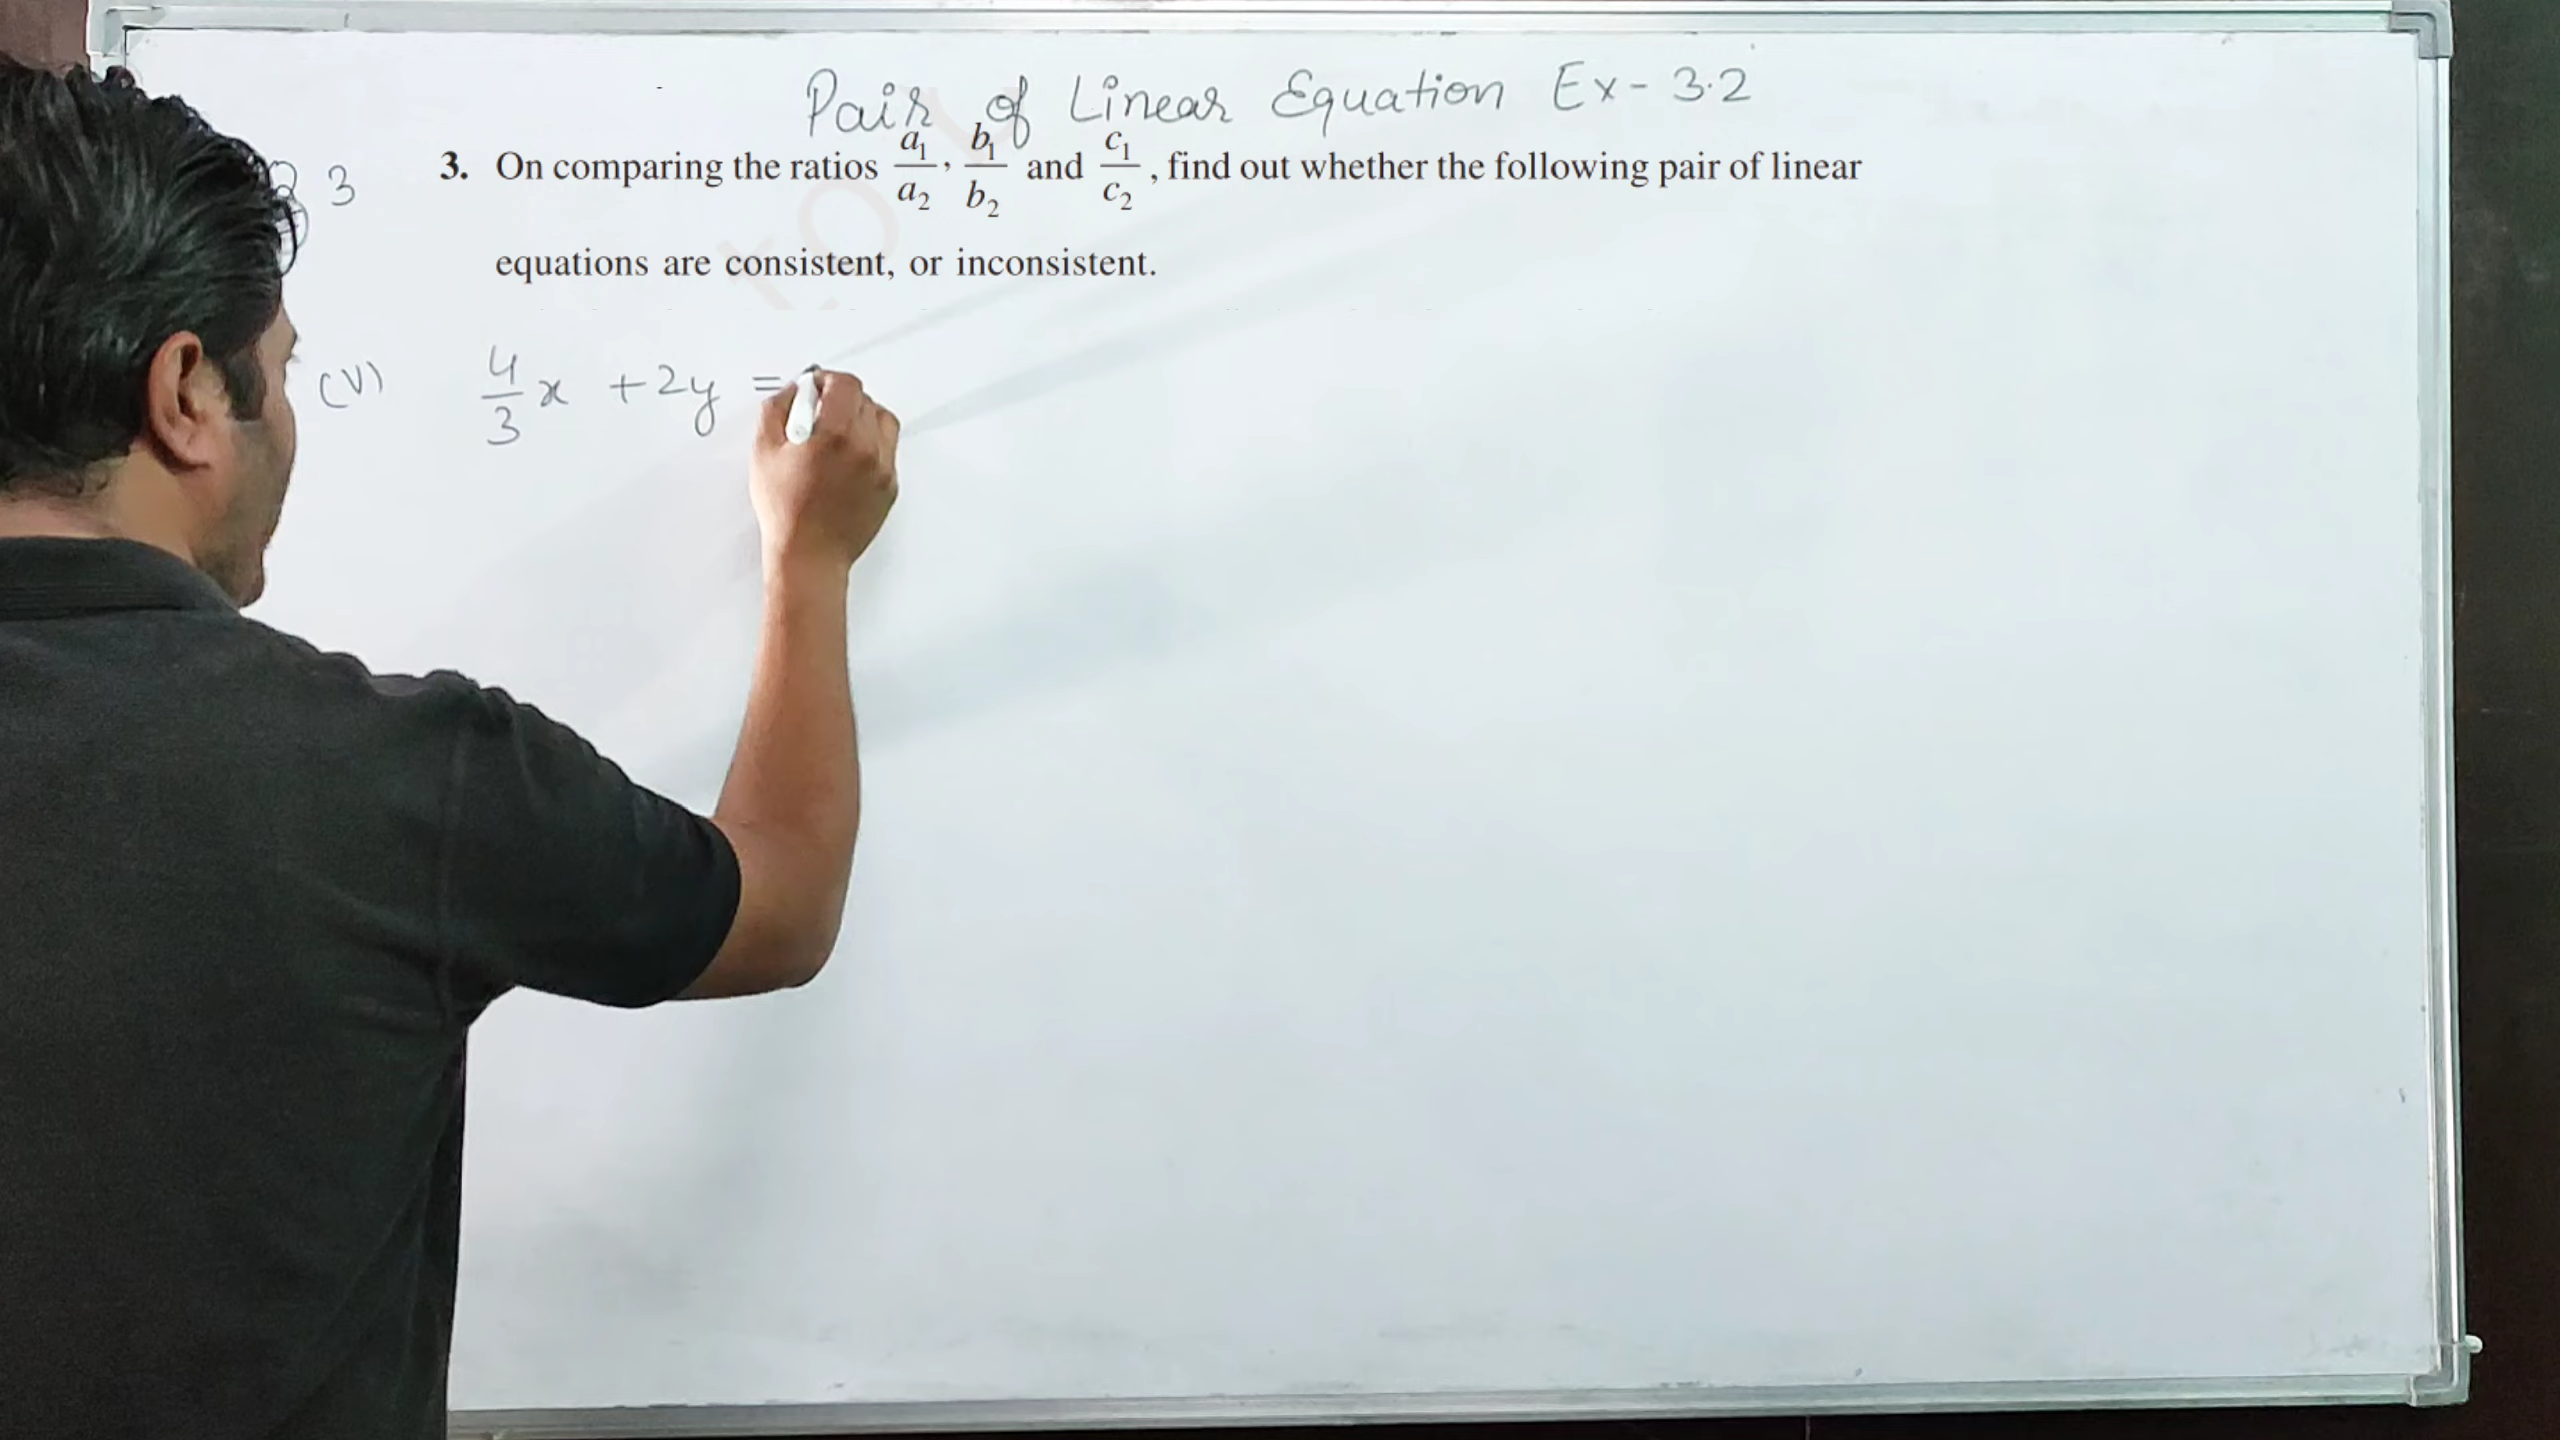 Pair of Linear Equation Ex - 3.2
Q 3
3. On comparing the ratios a₁/a₂, b₁/b₂ and c₁/c₂, find out whether the following pair of linear
equations are consistent, or inconsistent.
(V) 4/3 x + 2y =